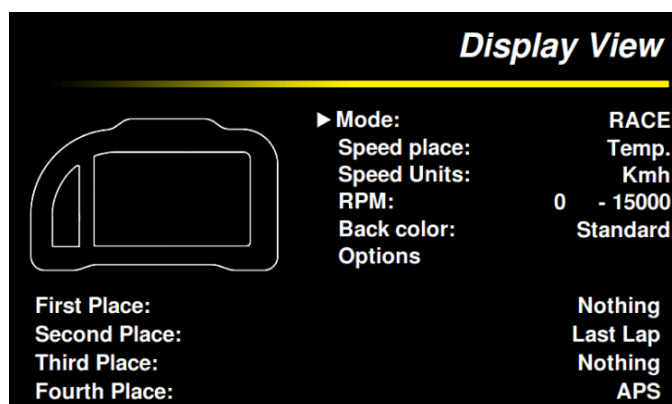 Display View
Mode: RACE
Speed place: Temp.
Speed Units: Kmh
RPM: 0 - 15000
Back color: Standard
Options
First Place: Nothing
Second Place: Last Lap
Third Place: Nothing
Fourth Place: APS